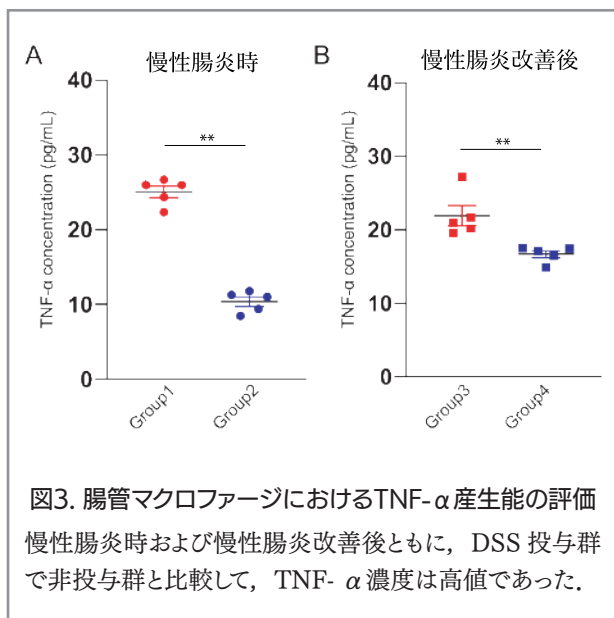 A 慢性腸炎時
TNF-α concentration (pg/mL)
40
30
20
10
0
**
Group1
Group2
B 慢性腸炎改善後
TNF-α concentration (pg/mL)
40
30
20
10
0
**
Group3
Group4
図3. 腸管マクロファージにおけるTNF-α産生能の評価
慢性腸炎時および慢性腸炎改善後ともに，DSS 投与群
で非投与群と比較して，TNF- α濃度は高値であった．